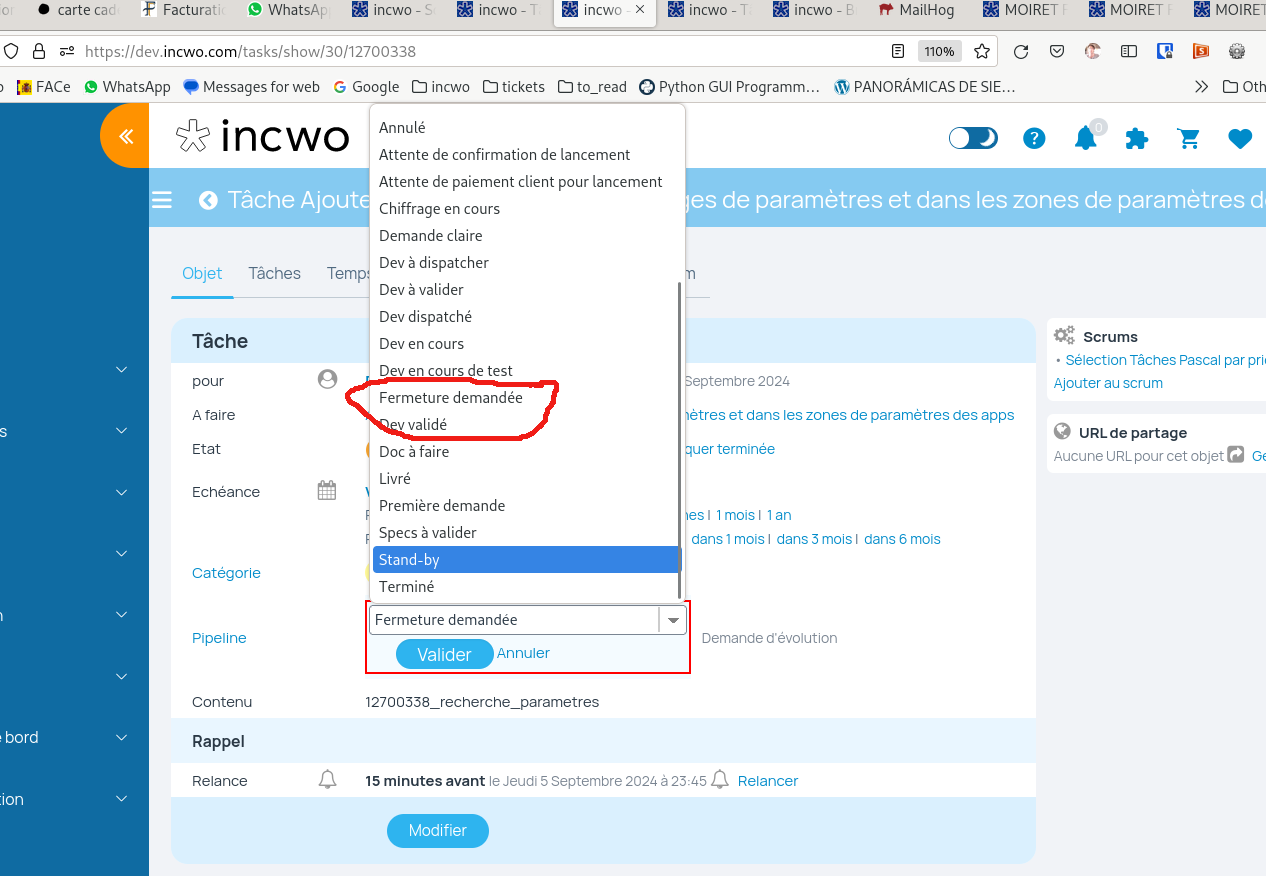 carte cad
Facturati
WhatsAp
incwo - S
incwo - T
incwo -
incwo - T
incwo - B
MailHog
MOIRET F
MOIRET F
MOIRET
https://dev.incwo.com/tasks/show/30/12700338
110%
FACe
WhatsApp
Messages for web
Google
incwo
tickets
to_read
Python GUI Programm…
PANORÁMICAS DE SIE…
Oth
incwo
0
Tâche Ajoute
ges de paramètres et dans les zones de paramètres de
Annulé
Attente de confirmation de lancement
Attente de paiement client pour lancement
Chiffrage en cours
Demande claire
Dev à dispatcher
Dev à valider
Dev dispatché
Dev en cours
Dev en cours de test
Fermeture demandée
Dev validé
Doc à faire
Livré
Première demande
Specs à valider
Stand-by
Terminé
Fermeture demandée
Valider Annuler
Objet
Tâches
Temps
m
Tâche
pour
Septembre 2024
A faire
mètres et dans les zones de paramètres des apps
Etat
quer terminée
Echéance
nes | 1 mois | 1 an
dans 1 mois | dans 3 mois | dans 6 mois
Catégorie
Pipeline
Demande d'évolution
Contenu
12700338_recherche_parametres
Rappel
Relance
15 minutes avant le Jeudi 5 Septembre 2024 à 23:45 Relancer
Modifier
Scrums
• Sélection Tâches Pascal par prio
Ajouter au scrum
URL de partage
Aucune URL pour cet objet Ge
s
n
e bord
tion